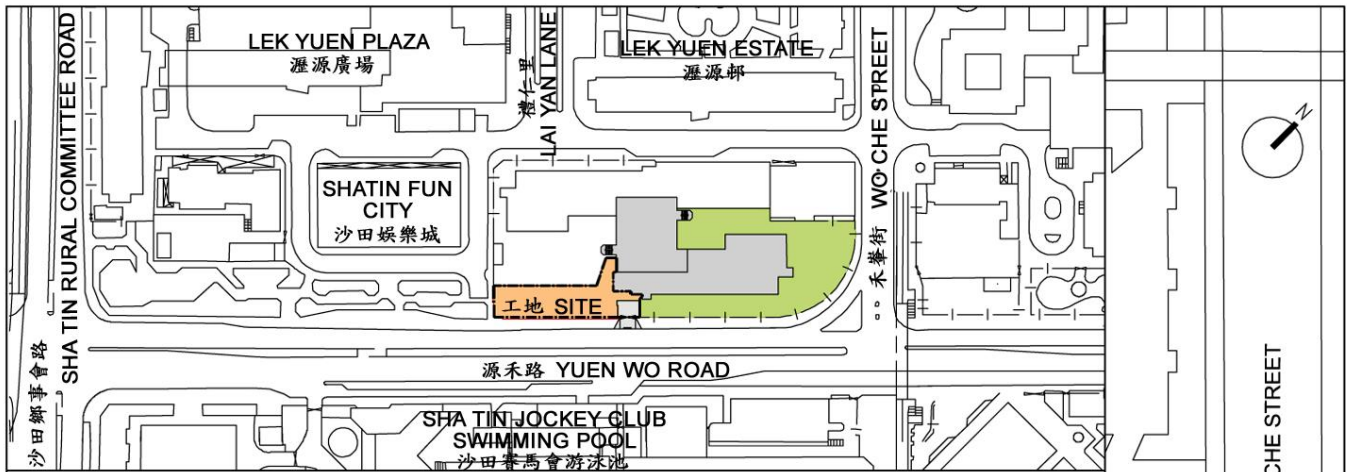 LEK YUEN PLAZA
瀝源廣場
LEK YUEN ESTATE
瀝源邨
SHA TIN RURAL COMMITTEE ROAD
沙田鄉事會路
禮仁里
LAI YAN LANE
WO CHE STREET
禾輋街
N
SHATIN FUN
CITY
沙田娛樂城
工地 SITE
源禾路 YUEN WO ROAD
SHA TIN JOCKEY CLUB
SWIMMING POOL
沙田賽馬會游泳池
CHE STREET